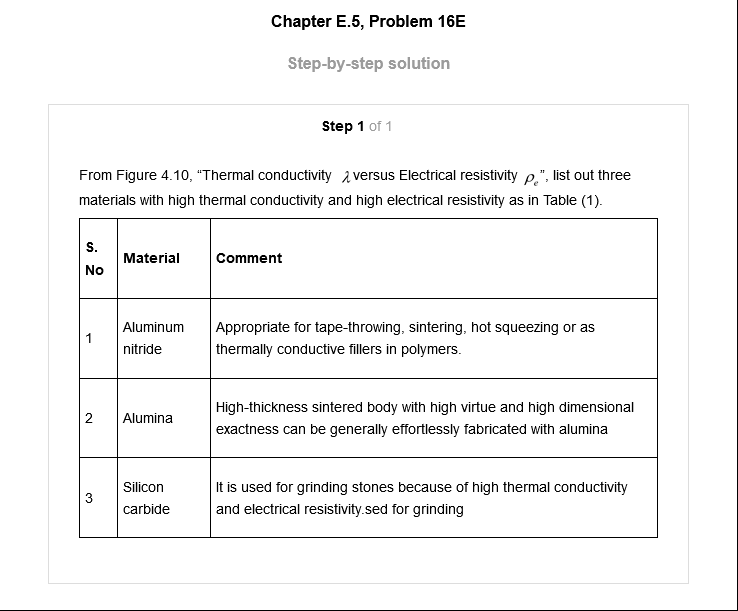 Chapter E.5, Problem 16E
Step-by-step solution
Step 1 of 1
From Figure 4.10, “Thermal conductivity λ versus Electrical resistivity ρₑ”, list out three
materials with high thermal conductivity and high electrical resistivity as in Table (1).
S.
No
Material
Comment
1
Aluminum
nitride
Appropriate for tape-throwing, sintering, hot squeezing or as
thermally conductive fillers in polymers.
2
Alumina
High-thickness sintered body with high virtue and high dimensional
exactness can be generally effortlessly fabricated with alumina
3
Silicon
carbide
It is used for grinding stones because of high thermal conductivity
and electrical resistivity.sed for grinding